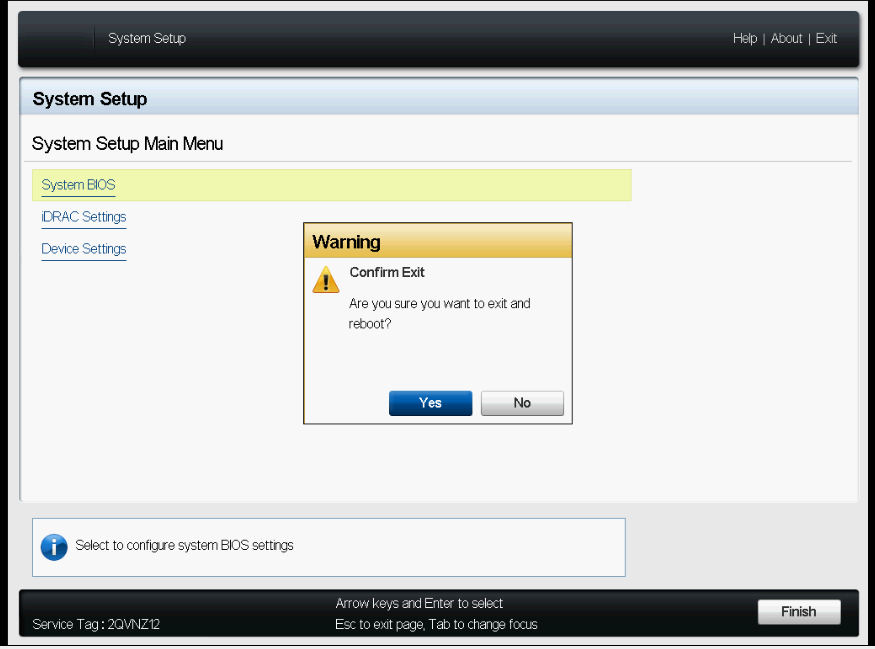 System Setup
Help | About | Exit
System Setup
System Setup Main Menu
System BIOS
iDRAC Settings
Device Settings
Warning
Confirm Exit
Are you sure you want to exit and
reboot?
Yes
No
Select to configure system BIOS settings
Arrow keys and Enter to select
Service Tag : 2QVNZ12
Esc to exit page, Tab to change focus
Finish